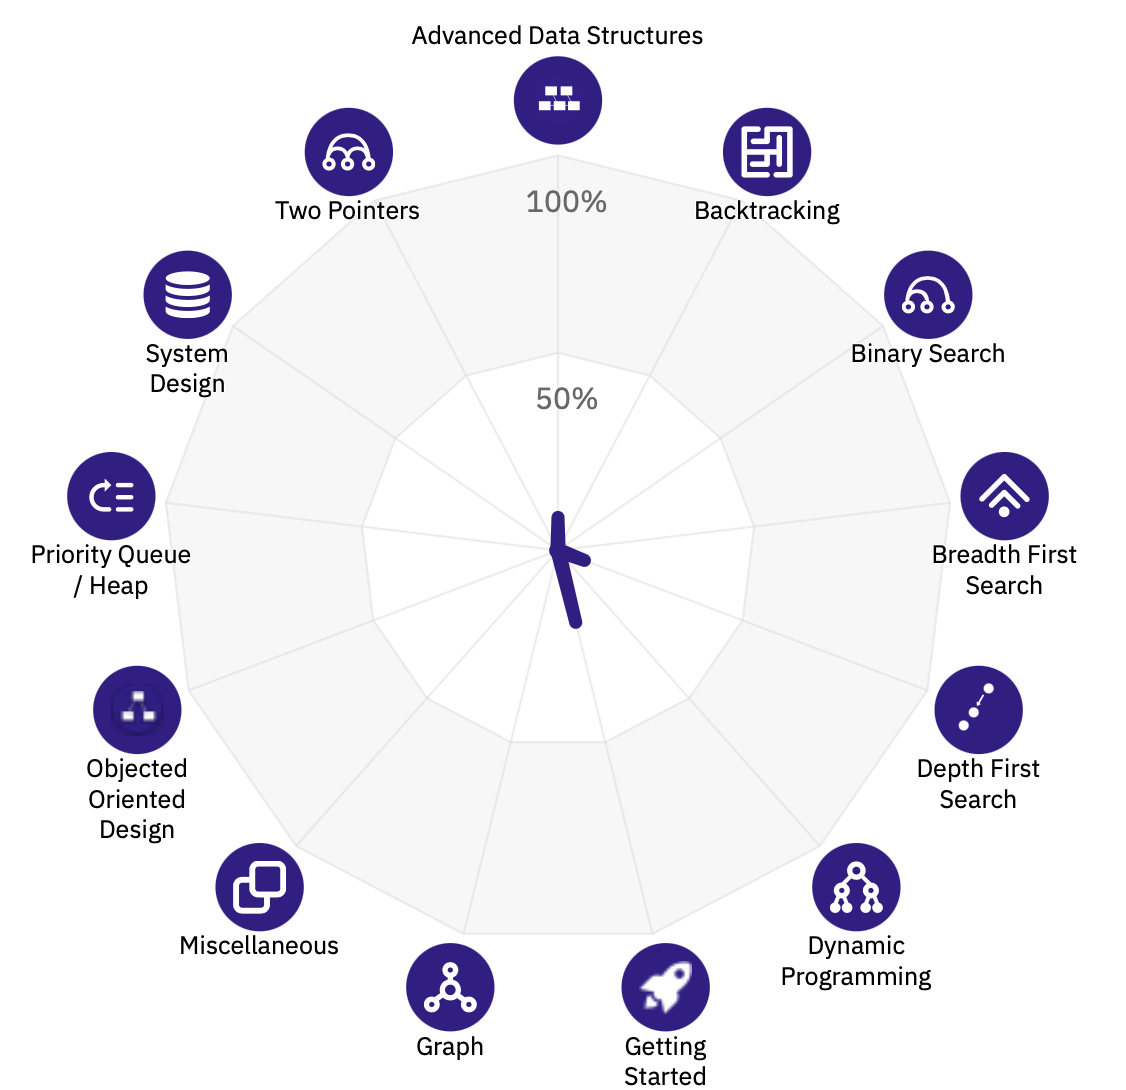 Advanced Data Structures
100%
Two Pointers
Backtracking
System
Design
Binary Search
50%
Priority Queue
/ Heap
Breadth First
Search
Objected
Oriented
Design
Depth First
Search
Miscellaneous
Dynamic
Programming
Graph
Getting
Started